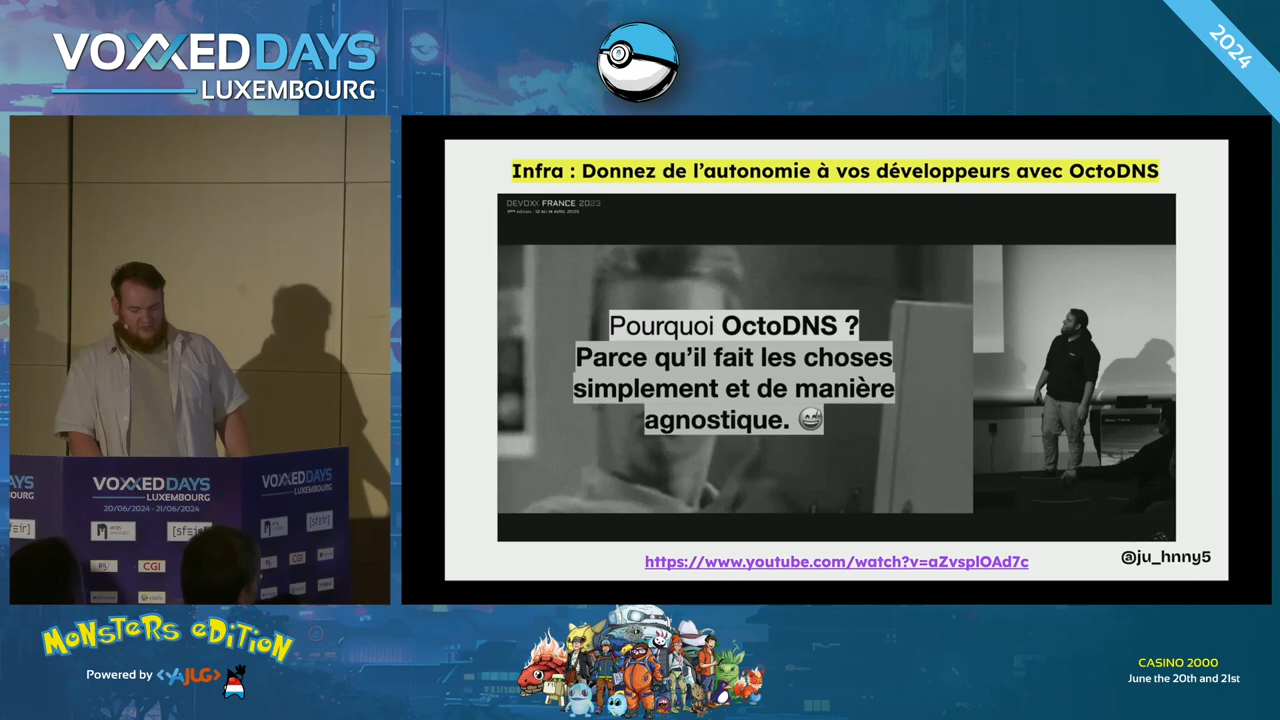 VOXXEDDAYS
LUXEMBOURG
2024
Infra : Donnez de l'autonomie à vos développeurs avec OctoDNS
DEVOXX FRANCE 2023
Pourquoi OctoDNS ?
Parce qu'il fait les choses
simplement et de manière
agnostique. 😅
https://www.youtube.com/watch?v=aZvsplOAd7c
@ju_hnny5
VOXXEDDAYS
LUXEMBOURG
20/06/2024 - 21/06/2024
VOXXEDDAYS
LUXEMBOURG
[sfeir]
[sfeir]
CGI
CGI
MONSTERS EDITION
Powered by <YAJUG>
CASINO 2000
June the 20th and 21st